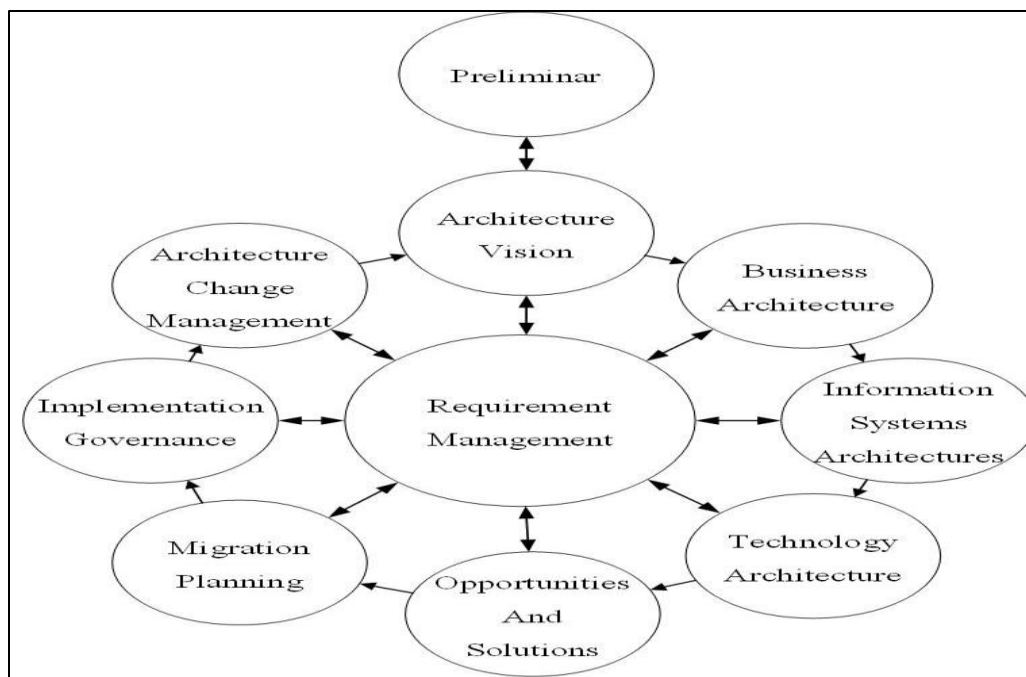 Preliminar
Architecture
Vision
Architecture
Change
Management
Business
Architecture
Implementation
Governance
Requirement
Management
Information
Systems
Architectures
Migration
Planning
Opportunities
And
Solutions
Technology
Architecture